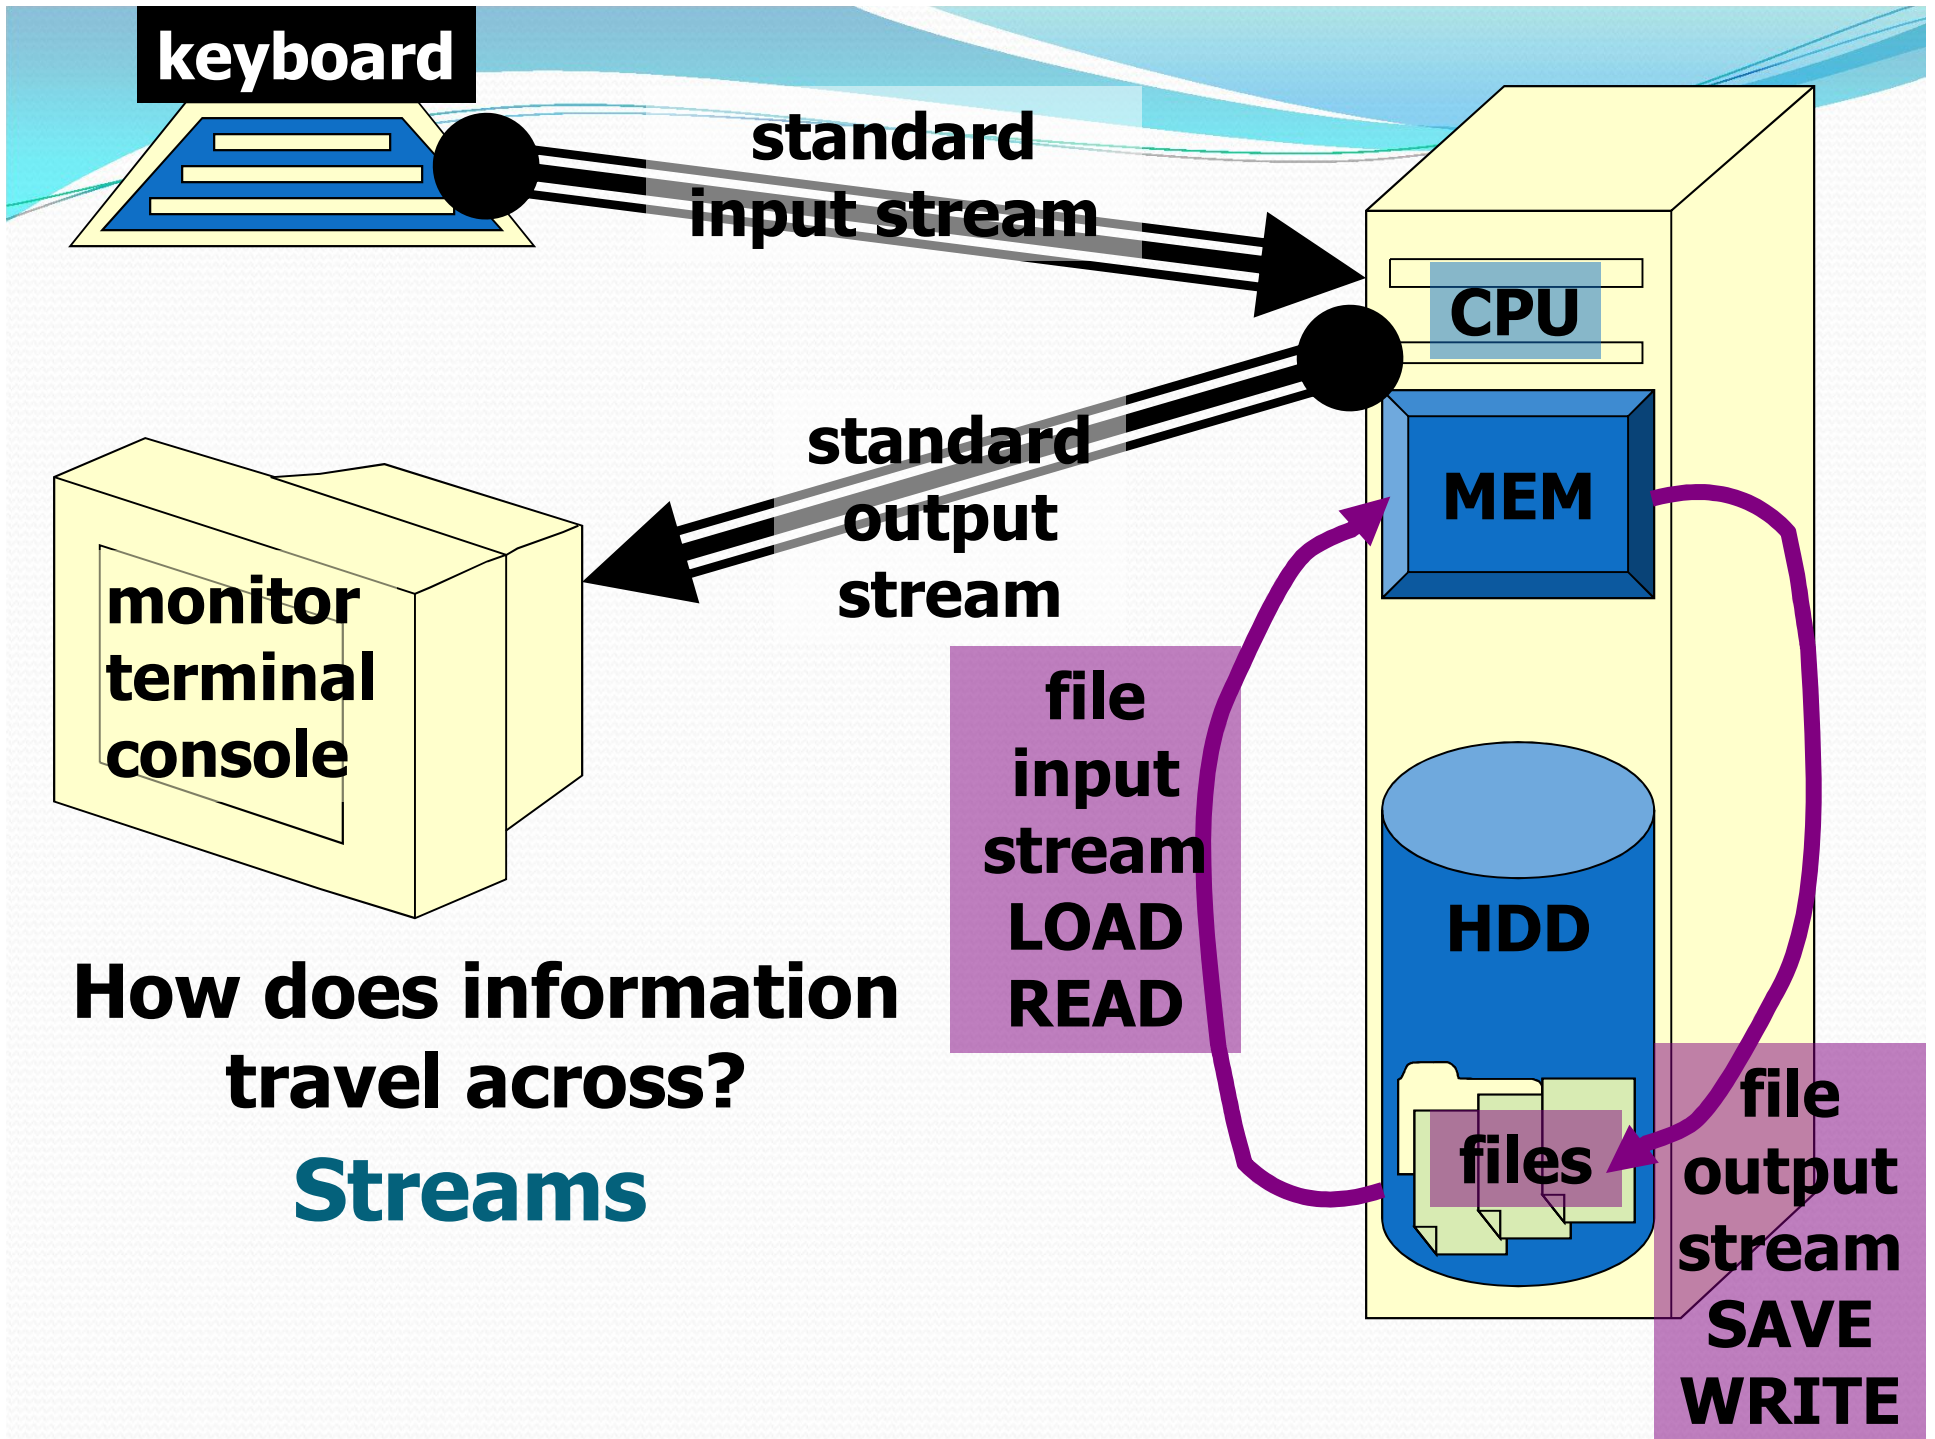 keyboard
standard
input stream
CPU
standard
output
stream
MEM
monitor
terminal
console
file
input
stream
LOAD
READ
HDD
How does information
travel across?
Streams
files
file
output
stream
SAVE
WRITE